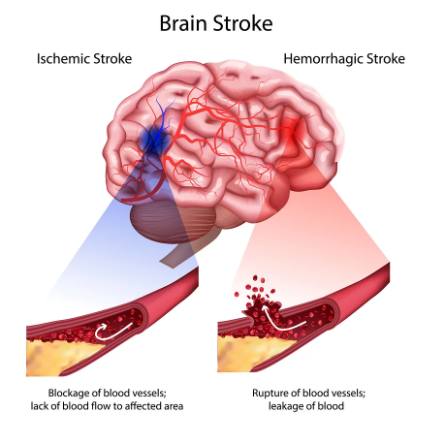 Brain Stroke
Ischemic Stroke
Hemorrhagic Stroke
Blockage of blood vessels;
lack of blood flow to affected area
Rupture of blood vessels;
leakage of blood